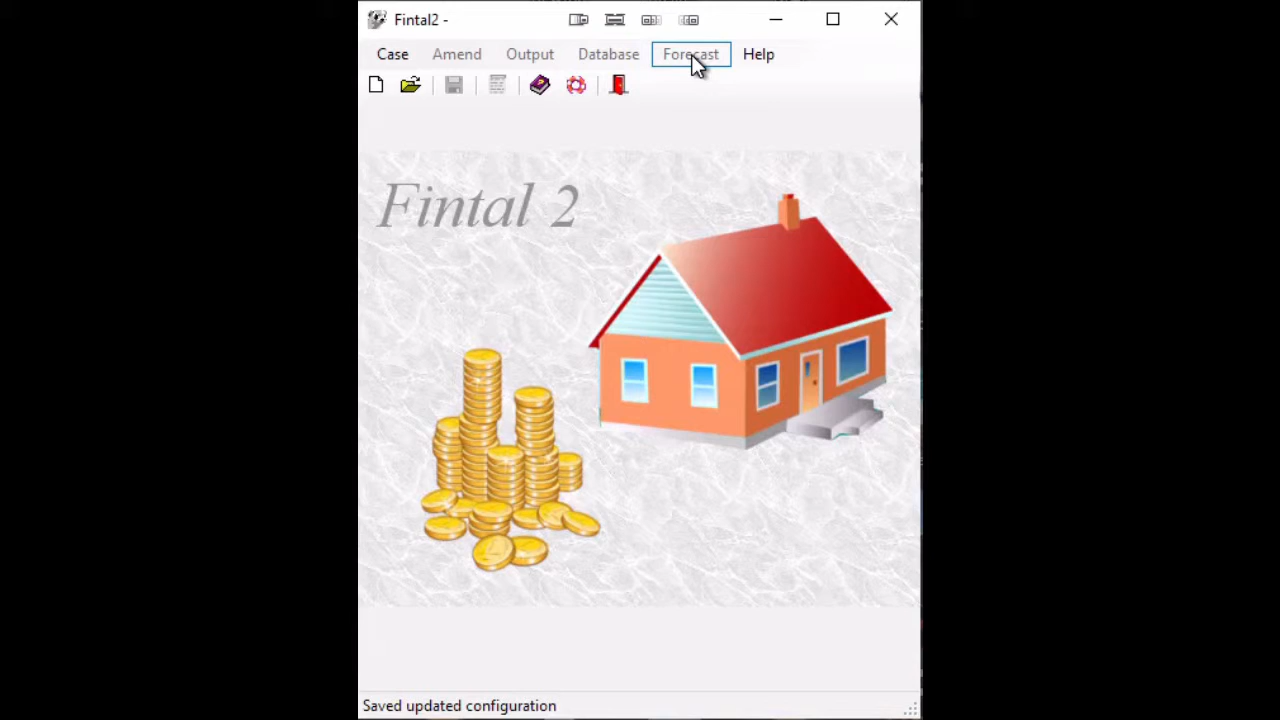 Fintal2 -
Case Amend Output Database Forecast Help
Fintal 2
Saved updated configuration